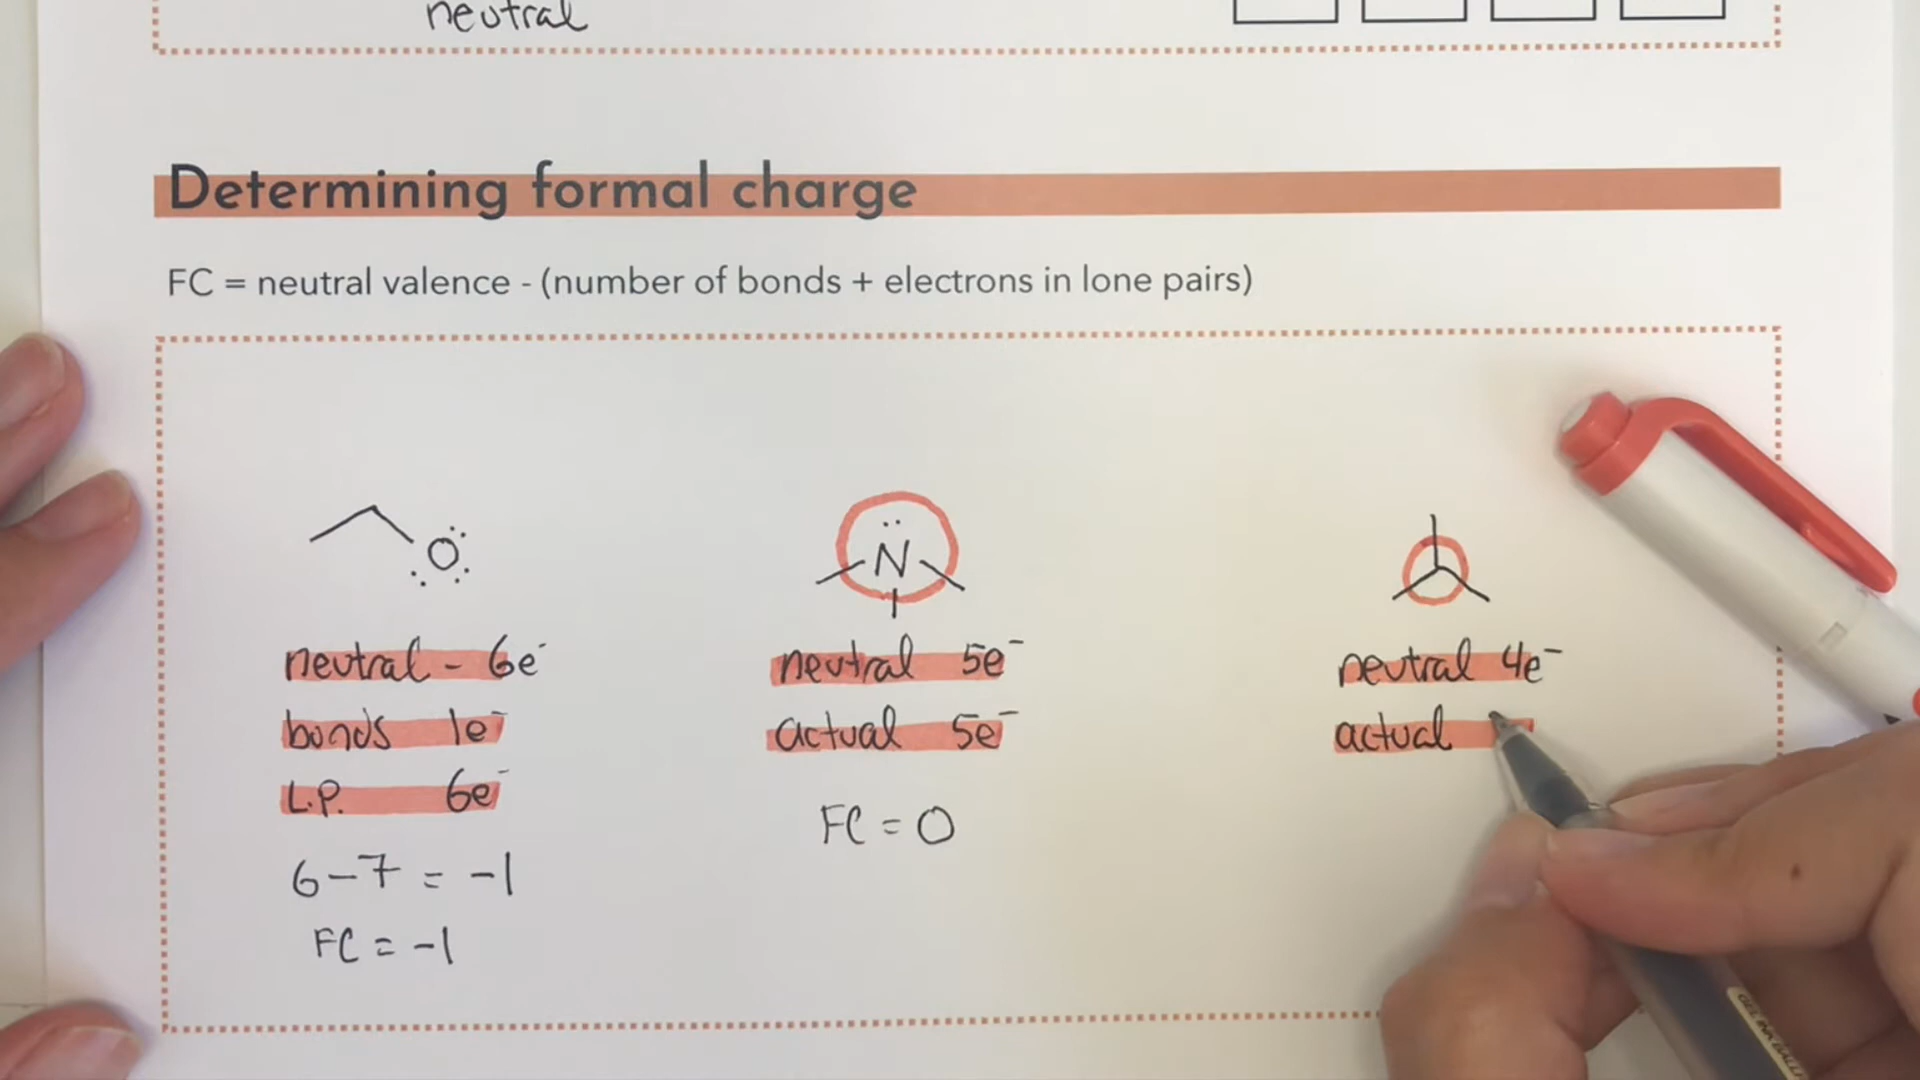 neutral
Determining formal charge
FC = neutral valence - (number of bonds + electrons in lone pairs)
O
N
neutral - 6e⁻
bonds 1e⁻
L.P. 6e⁻
6-7 = -1
FC = -1
neutral 5e⁻
actual 5e⁻
FC = 0
neutral 4e⁻
actual